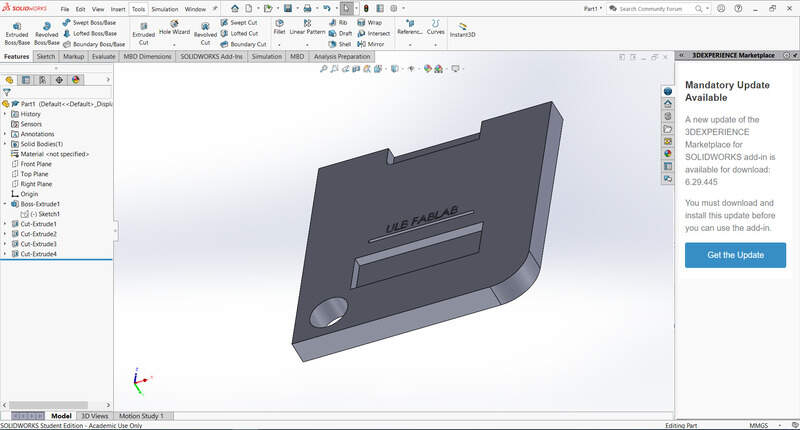 SOLIDWORKS File Edit View Insert Tools Simulation Window Part1 * Search Community Forum
Extruded Boss/Base
Revolved Boss/Base
Swept Boss/Base
Lofted Boss/Base
Boundary Boss/Base
Extruded Cut
Hole Wizard
Revolved Cut
Swept Cut
Lofted Cut
Boundary Cut
Fillet
Linear Pattern
Rib
Draft
Shell
Wrap
Intersect
Mirror
Reference...
Curves
Instant3D
Features Sketch Markup Evaluate MBD Dimensions SOLIDWORKS Add-Ins Simulation MBD Analysis Preparation
Part1 (Default<<Default>_Displa
History
Sensors
Annotations
Solid Bodies(1)
Material <not specified>
Front Plane
Top Plane
Right Plane
Origin
Boss-Extrude1
(-) Sketch1
Cut-Extrude1
Cut-Extrude2
Cut-Extrude3
Cut-Extrude4
ULB FABLAB
3DEXPERIENCE Marketplace
Mandatory Update
Available
A new update of the
3DEXPERIENCE
Marketplace for
SOLIDWORKS add-in is
available for download:
6.29.445
You must download and
install this update before
you can use the add-in.
Get the Update
Model 3D Views Motion Study 1
SOLIDWORKS Student Edition - Academic Use Only Editing Part MMGS